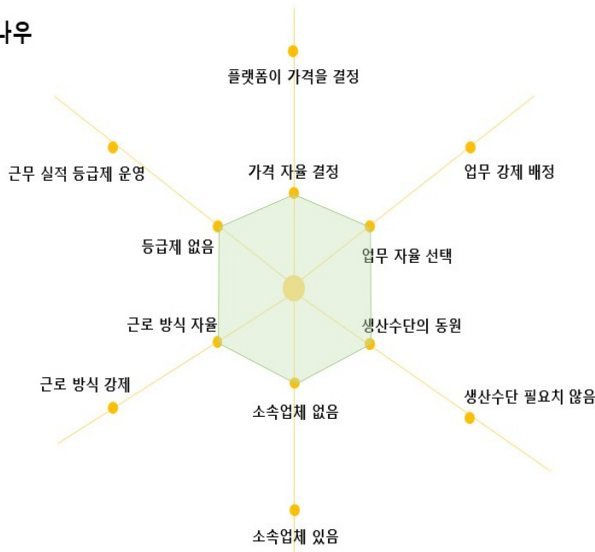 나우
플랫폼이 가격을 결정
근무 실적 등급제 운영
가격 자율 결정
업무 강제 배정
등급제 없음
업무 자율 선택
근로 방식 자율
생산수단의 동원
근로 방식 강제
생산수단 필요치 않음
소속업체 없음
소속업체 있음